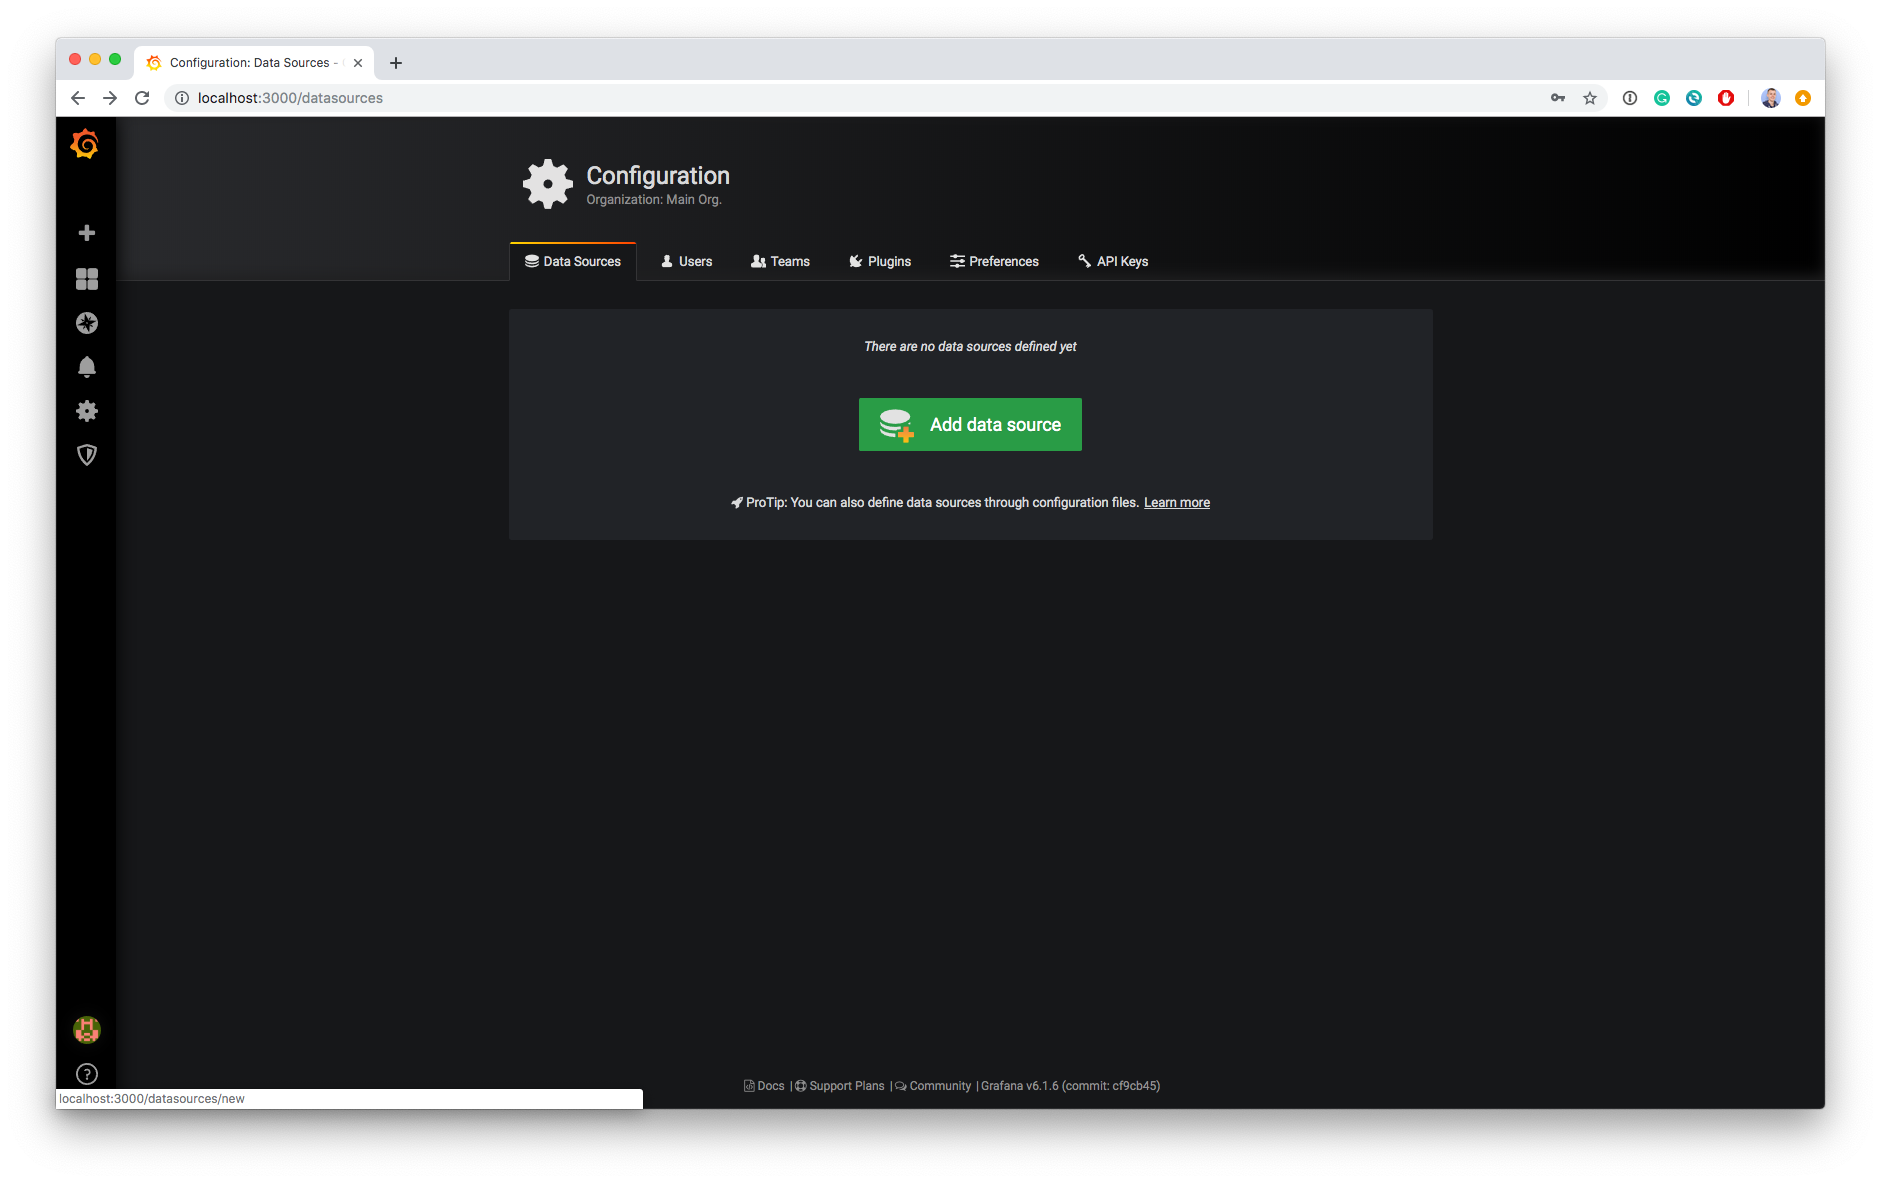 Configuration: Data Sources -
localhost:3000/datasources
Configuration
Organization: Main Org.
Data Sources Users Teams Plugins Preferences API Keys
There are no data sources defined yet
Add data source
ProTip: You can also define data sources through configuration files. Learn more
Docs | Support Plans | Community | Grafana v6.1.6 (commit: cf9cb45)
localhost:3000/datasources/new